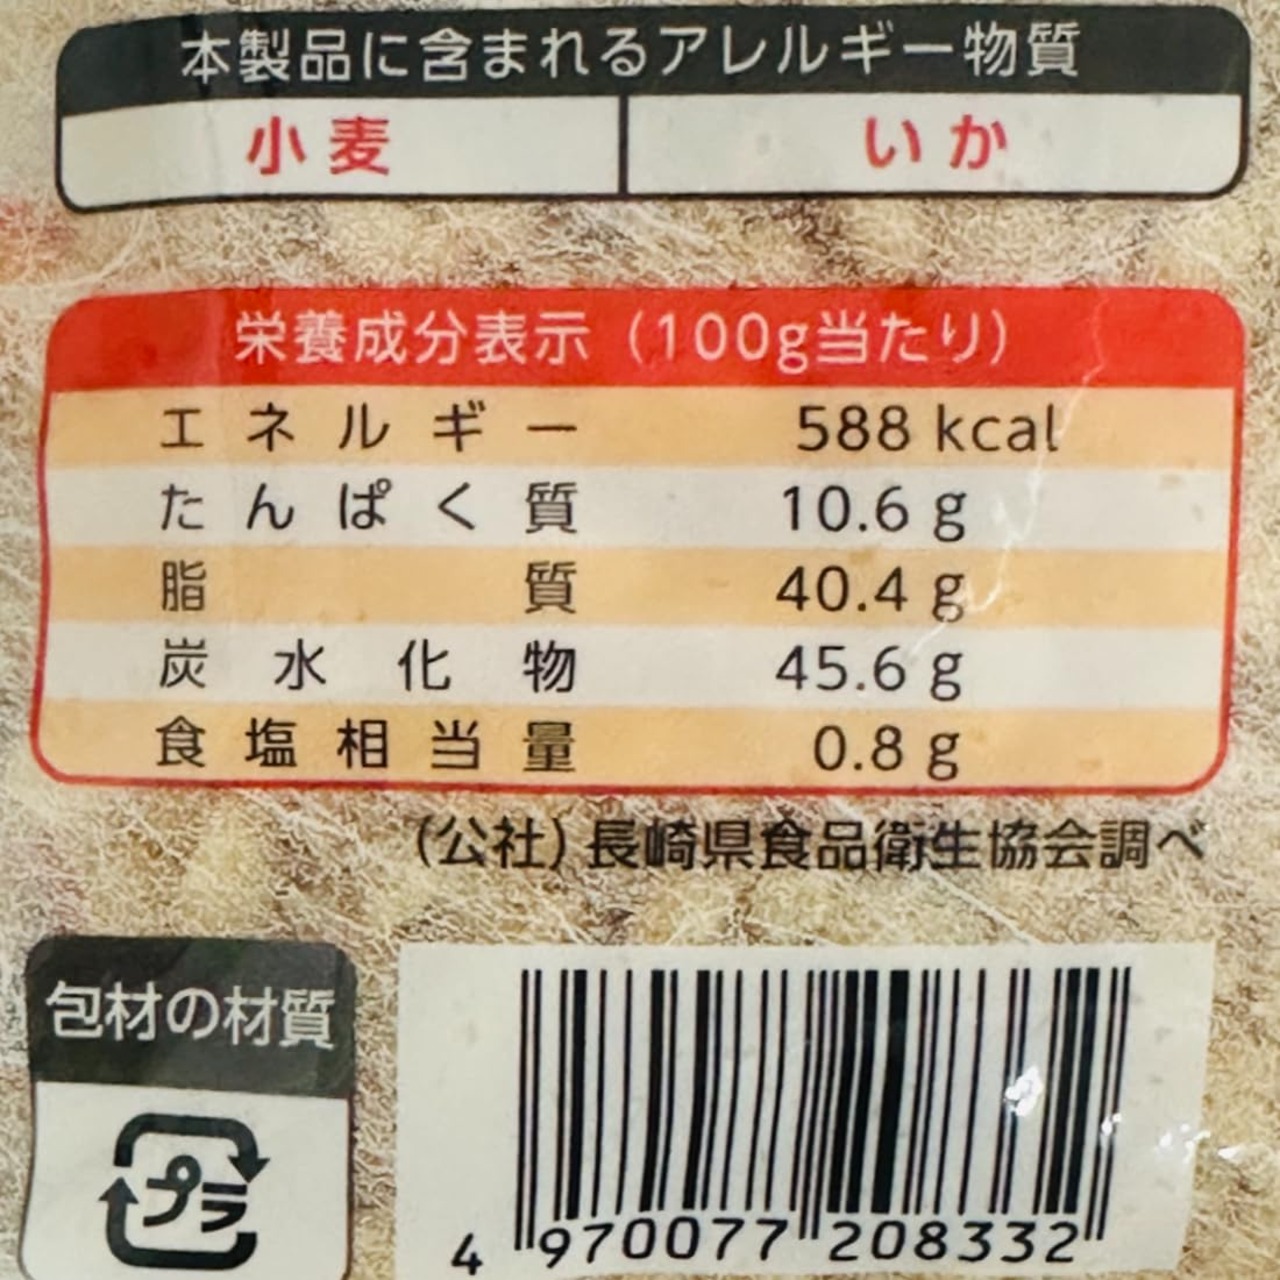 本製品に含まれるアレルギー物質
小麦 いか
栄養成分表示（100g当たり）
エネルギー 588 kcal
たんぱく質 10.6 g
脂質 40.4 g
炭水化物 45.6 g
食塩相当量 0.8 g
(公社)長崎県食品衛生協会調べ
包材の材質
プラ
4 970077 208332